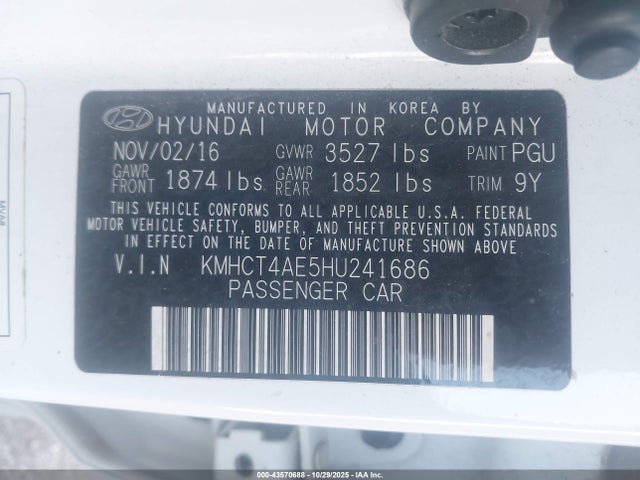 MANUFACTURED IN KOREA BY
HYUNDAI MOTOR COMPANY
NOV/02/16 GVWR 3527 lbs PAINT PGU
GAWR FRONT 1874 lbs GAWR REAR 1852 lbs TRIM 9Y
THIS VEHICLE CONFORMS TO ALL APPLICABLE U.S.A. FEDERAL
MOTOR VEHICLE SAFETY, BUMPER, AND THEFT PREVENTION
STANDARDS IN EFFECT ON THE DATE OF MANUFACTURE SHOWN ABOVE
V.I.N KMHCT4AE5HU241686
PASSENGER CAR
000-43570688 - 10/29/2025 - IAA Inc.